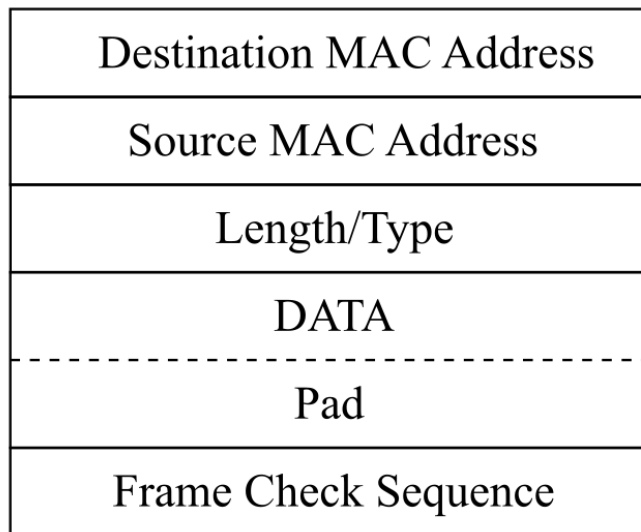 Destination MAC Address
Source MAC Address
Length/Type
DATA
Pad
Frame Check Sequence